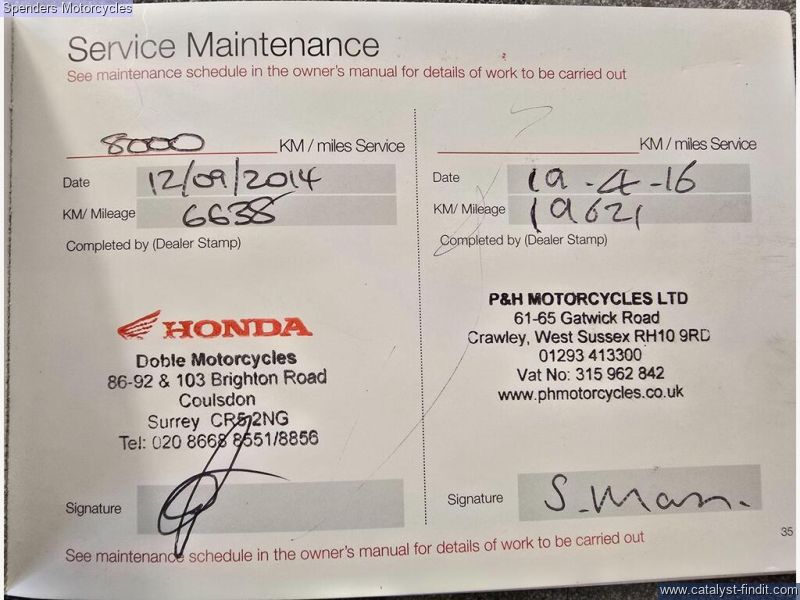 Spenders Motorcycles
Service Maintenance
See maintenance schedule in the owner's manual for details of work to be carried out
8000 KM / miles Service
Date 12/09/2014
KM/ Mileage 6638
Completed by (Dealer Stamp)
HONDA
Doble Motorcycles
86-92 & 103 Brighton Road
Coulsdon
Surrey CR5 2NG
Tel: 020 8668 8551/8856
Signature
KM / miles Service
Date 19-4-16
KM/ Mileage 19621
Completed by (Dealer Stamp)
P&H MOTORCYCLES LTD
61-65 Gatwick Road
Crawley, West Sussex RH10 9RD
01293 413300
Vat No: 315 962 842
www.phmotorcycles.co.uk
Signature S.
35
See maintenance schedule in the owner's manual for details of work to be carried out
www.catalyst-findit.com